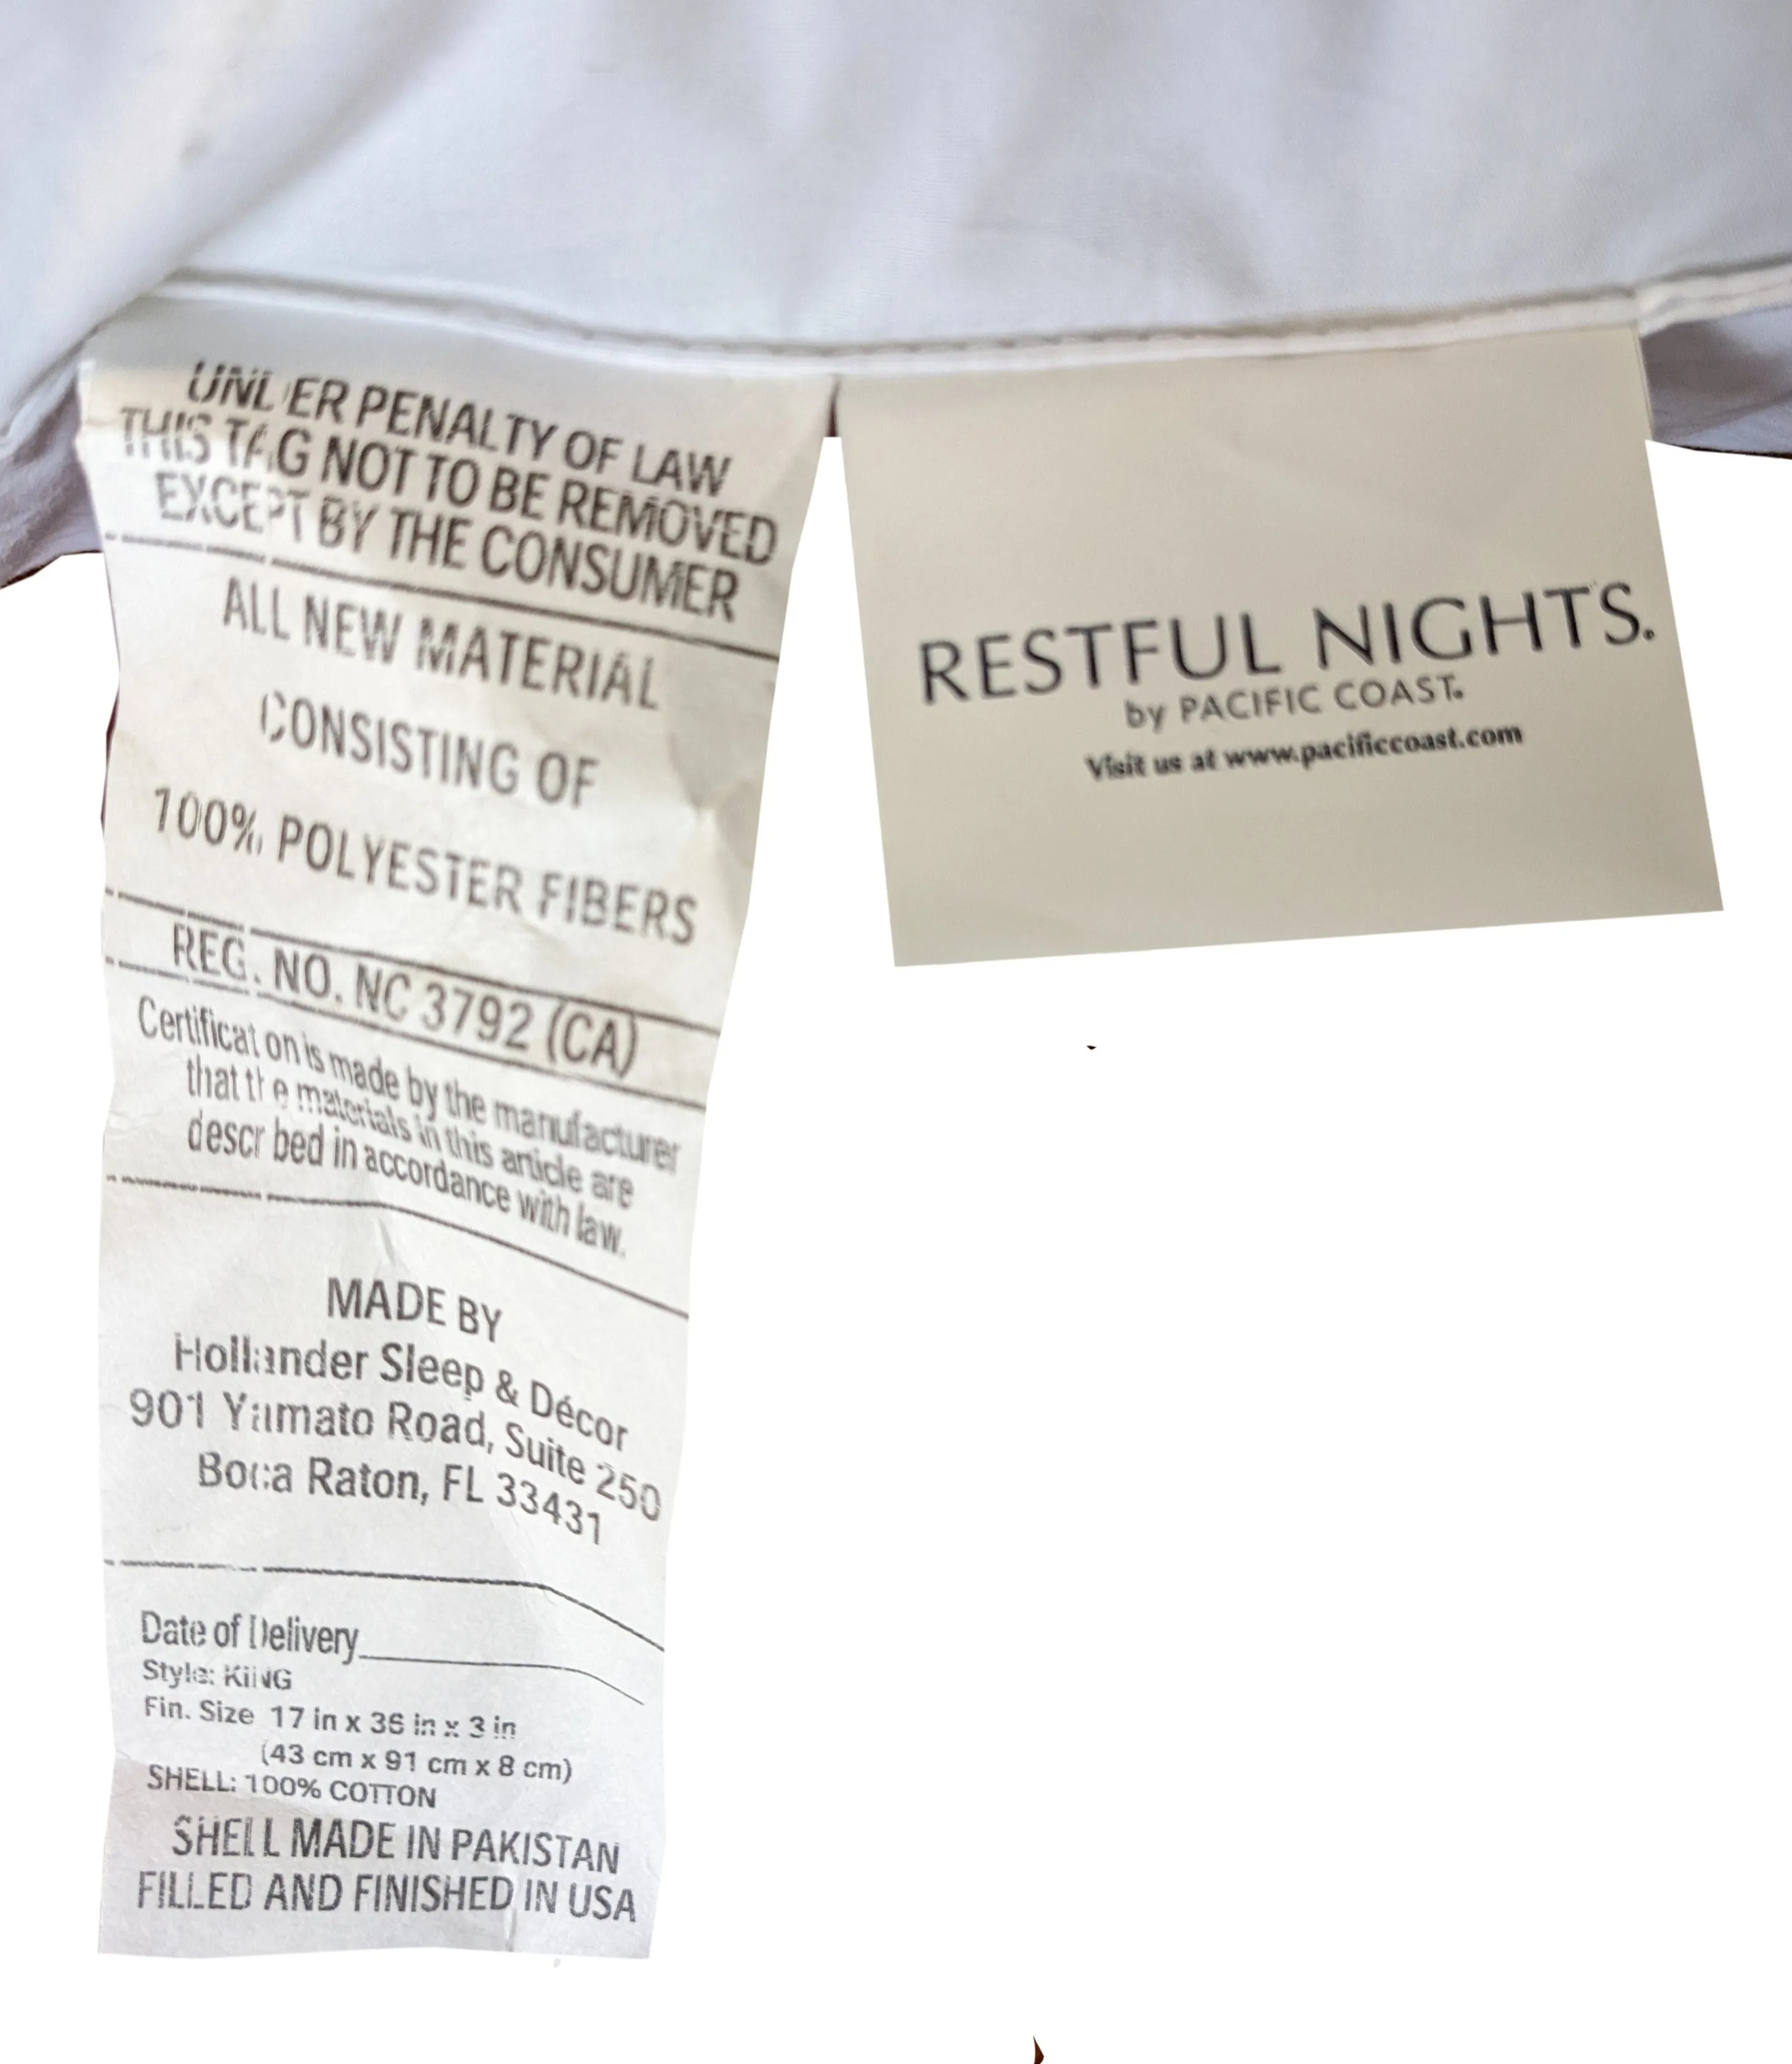 UNDER PENALTY OF LAW
THIS TAG NOT TO BE REMOVED
EXCEPT BY THE CONSUMER
ALL NEW MATERIAL
CONSISTING OF
100% POLYESTER FIBERS
REG. NO. NC 3792 (CA)
Certification is made by the manufacturer
that the materials in this article are
described in accordance with law.
MADE BY
Hollander Sleep & Décor
901 Yamato Road, Suite 250
Boca Raton, FL 33431
Date of Delivery
Style: KING
Fin. Size 17 in x 36 in x 3 in
(43 cm x 91 cm x 8 cm)
SHELL: 100% COTTON
SHELL MADE IN PAKISTAN
FILLED AND FINISHED IN USA
RESTFUL NIGHTS®
by PACIFIC COAST®
Visit us at www.pacificcoast.com